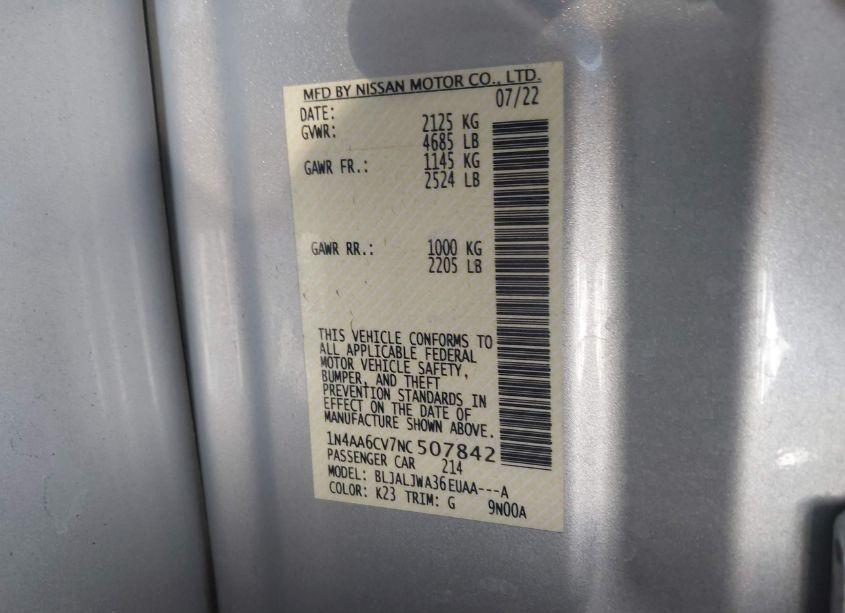 MFD BY NISSAN MOTOR CO., LTD.
DATE: 07/22
GVWR: 2125 KG
4685 LB
GAWR FR.: 1145 KG
2524 LB
GAWR RR.: 1000 KG
2205 LB
THIS VEHICLE CONFORMS TO
ALL APPLICABLE FEDERAL
MOTOR VEHICLE SAFETY,
BUMPER, AND THEFT
PREVENTION STANDARDS IN
EFFECT ON THE DATE OF
MANUFACTURE SHOWN ABOVE.
1N4AA6CV7NC 507842
PASSENGER CAR 214
MODEL: BLJALJWA36EUAA---A
COLOR: K23 TRIM: G 9N00A